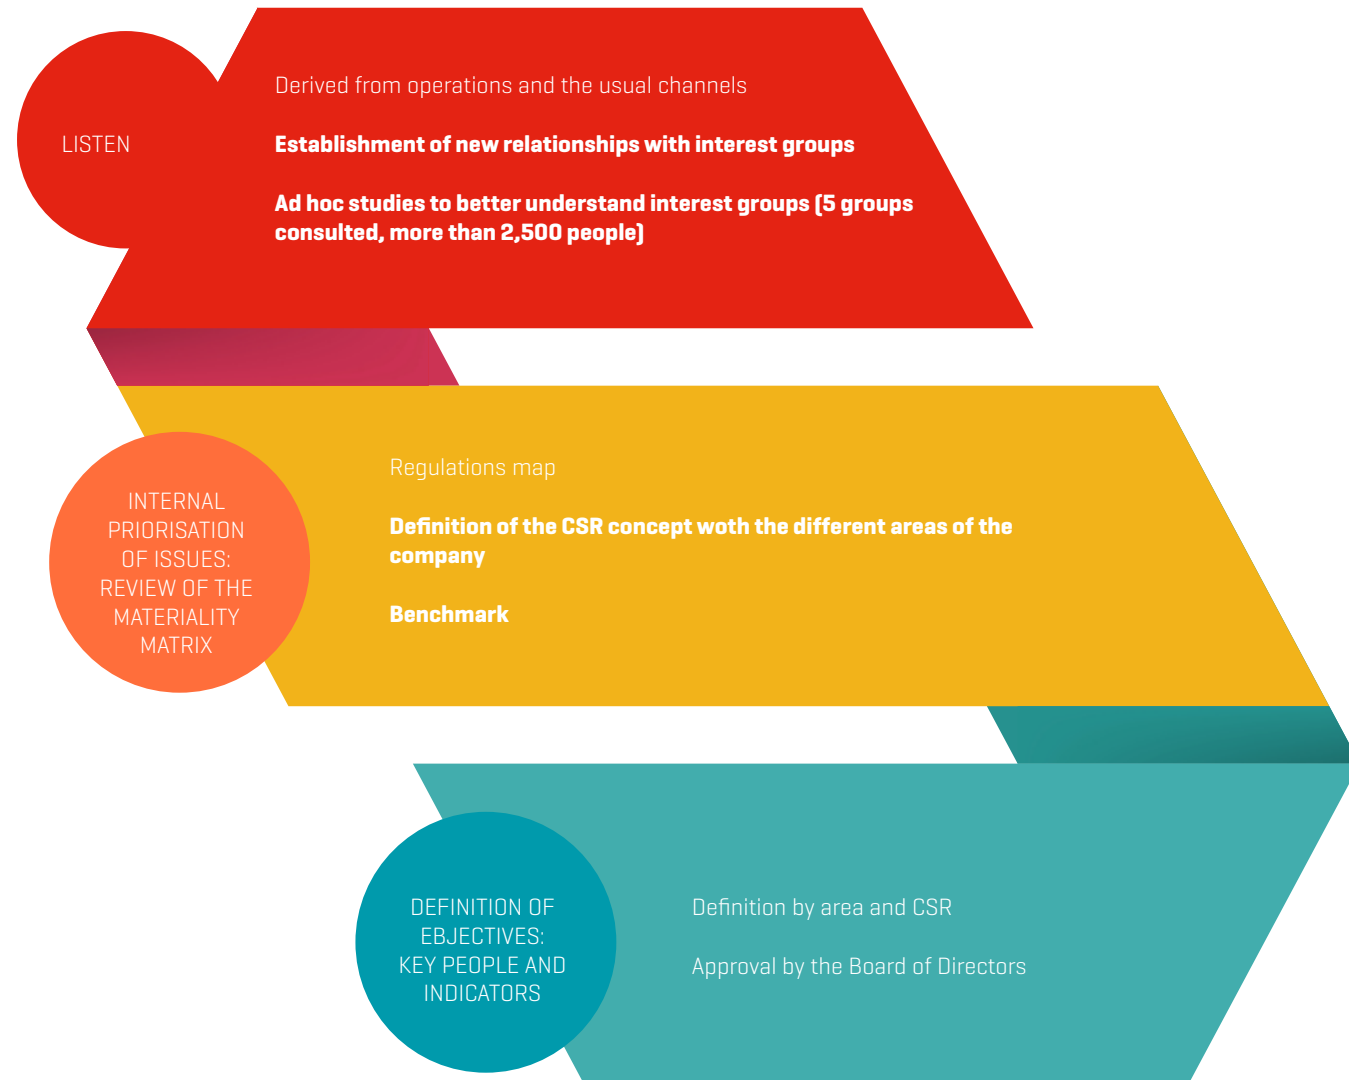 LISTEN
Derived from operations and the usual channels
Establishment of new relationships with interest groups
Ad hoc studies to better understand interest groups (5 groups
consulted, more than 2,500 people)
INTERNAL
PRIORISATION
OF ISSUES:
REVIEW OF THE
MATERIALITY
MATRIX
Regulations map
Definition of the CSR concept woth the different areas of the
company
Benchmark
DEFINITION OF
EBJECTIVES:
KEY PEOPLE AND
INDICATORS
Definition by area and CSR
Approval by the Board of Directors